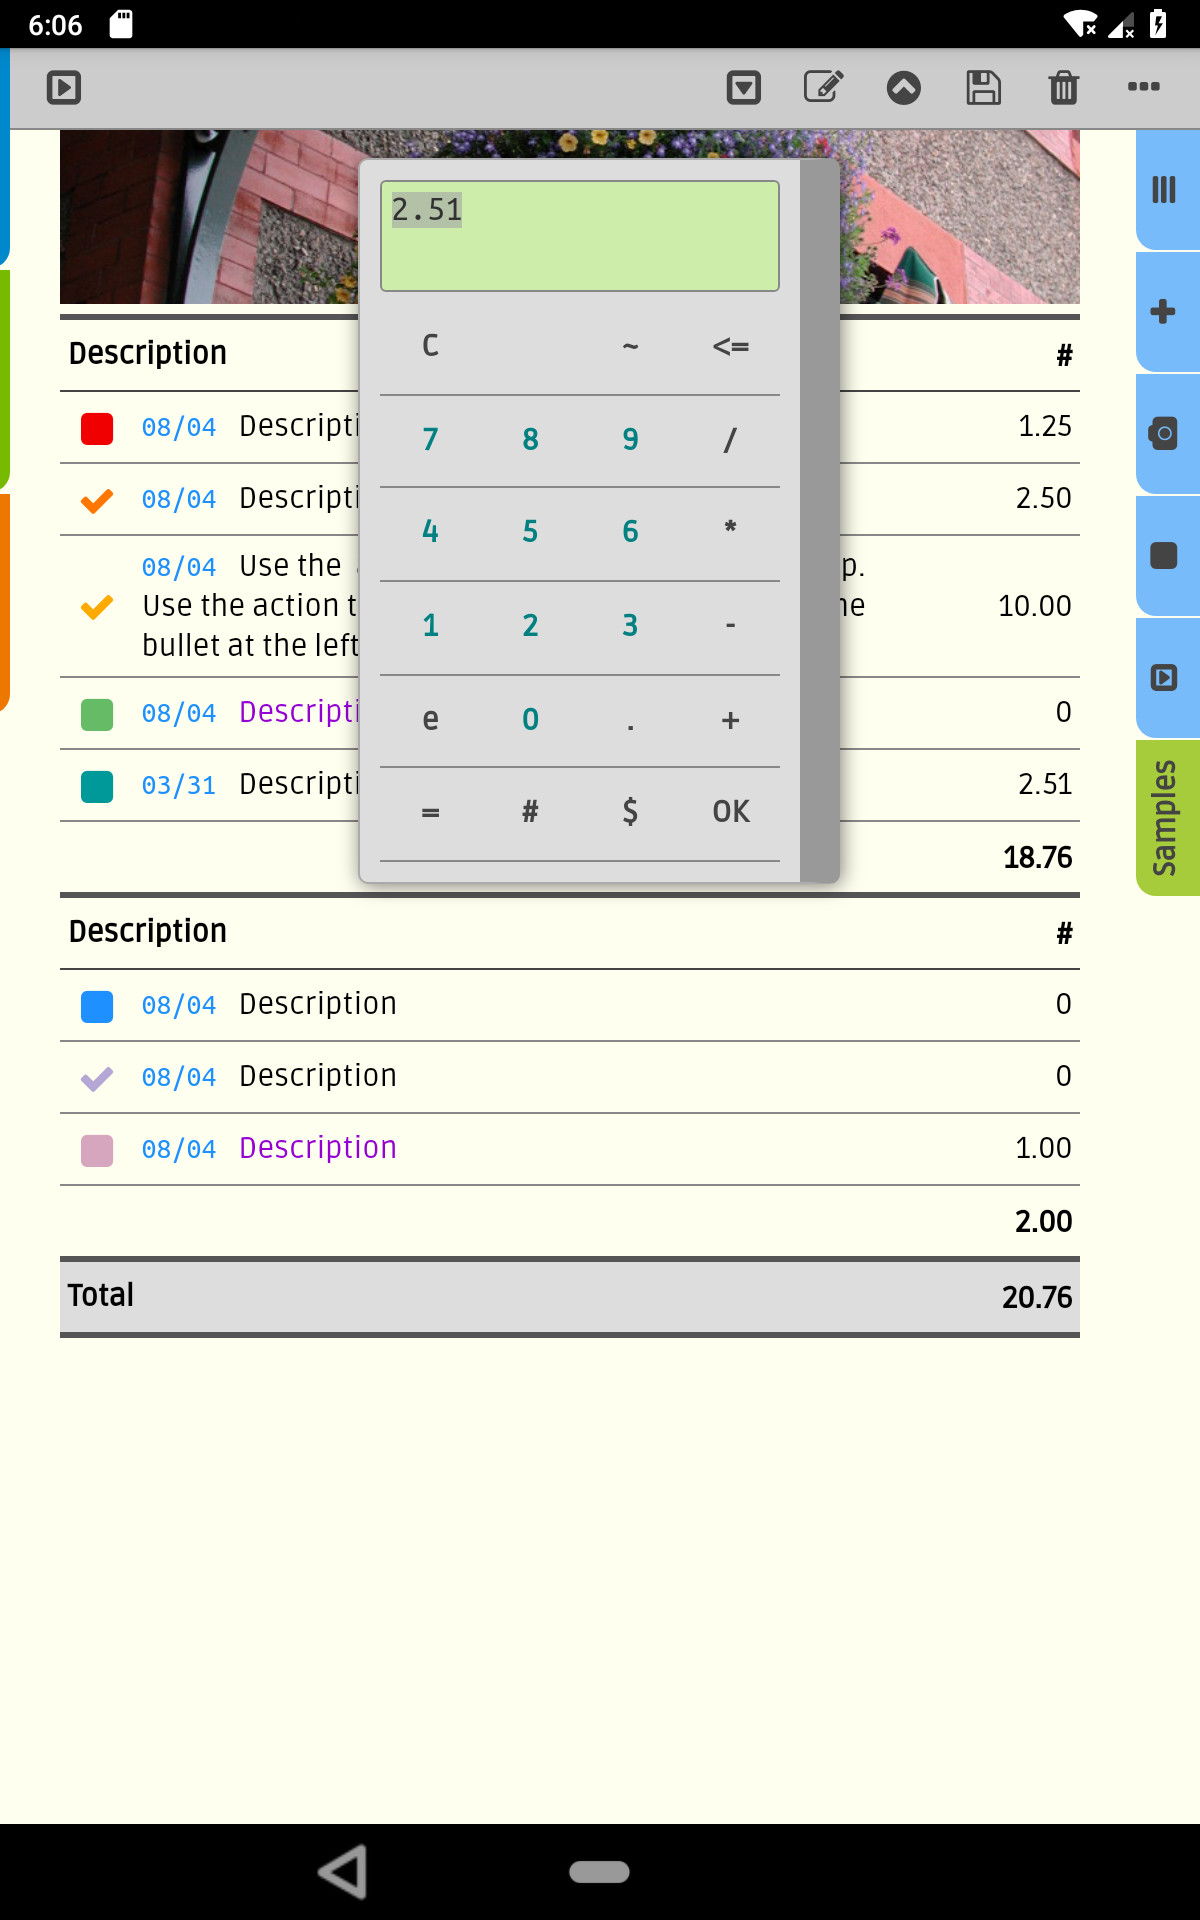 6:06
2.51
C ~ <=
7 8 9 /
4 5 6 *
1 2 3 -
e 0 . +
= # $ OK
Description #
08/04 Descripti 1.25
08/04 Descripti 2.50
08/04 Use the p.
Use the action t he 10.00
bullet at the left
08/04 Descripti 0
03/31 Descripti 2.51
18.76
Description #
08/04 Description 0
08/04 Description 0
08/04 Description 1.00
2.00
Total 20.76
Samples